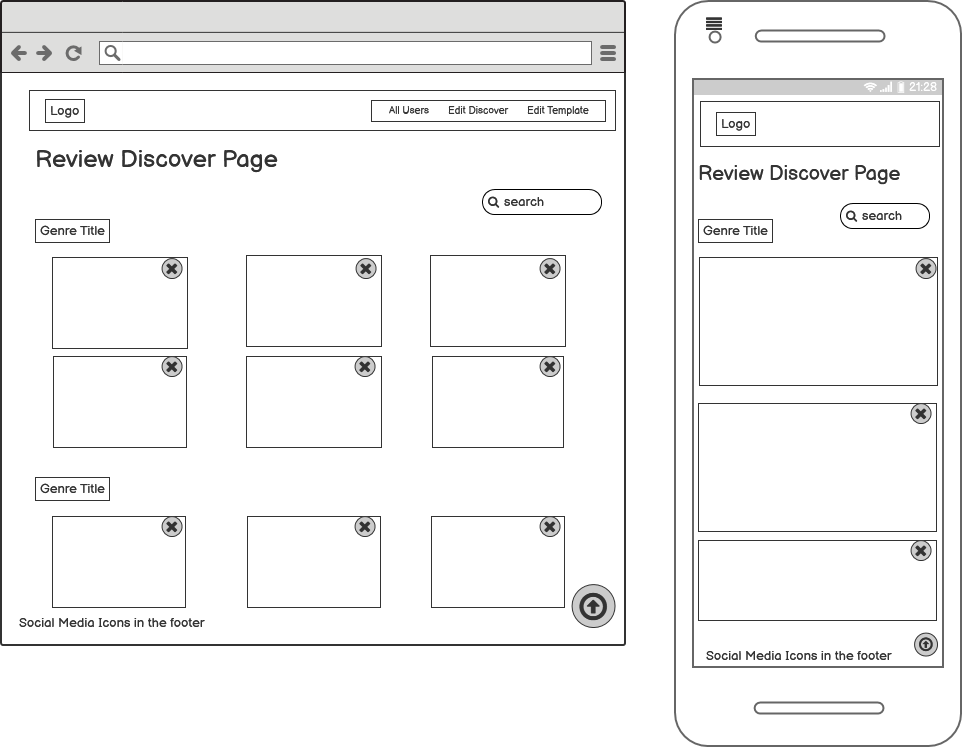 Logo
All Users Edit Discover Edit Template
Review Discover Page
search
Genre Title
Genre Title
Social Media Icons in the footer
21:28
Logo
Review Discover Page
search
Genre Title
Social Media Icons in the footer